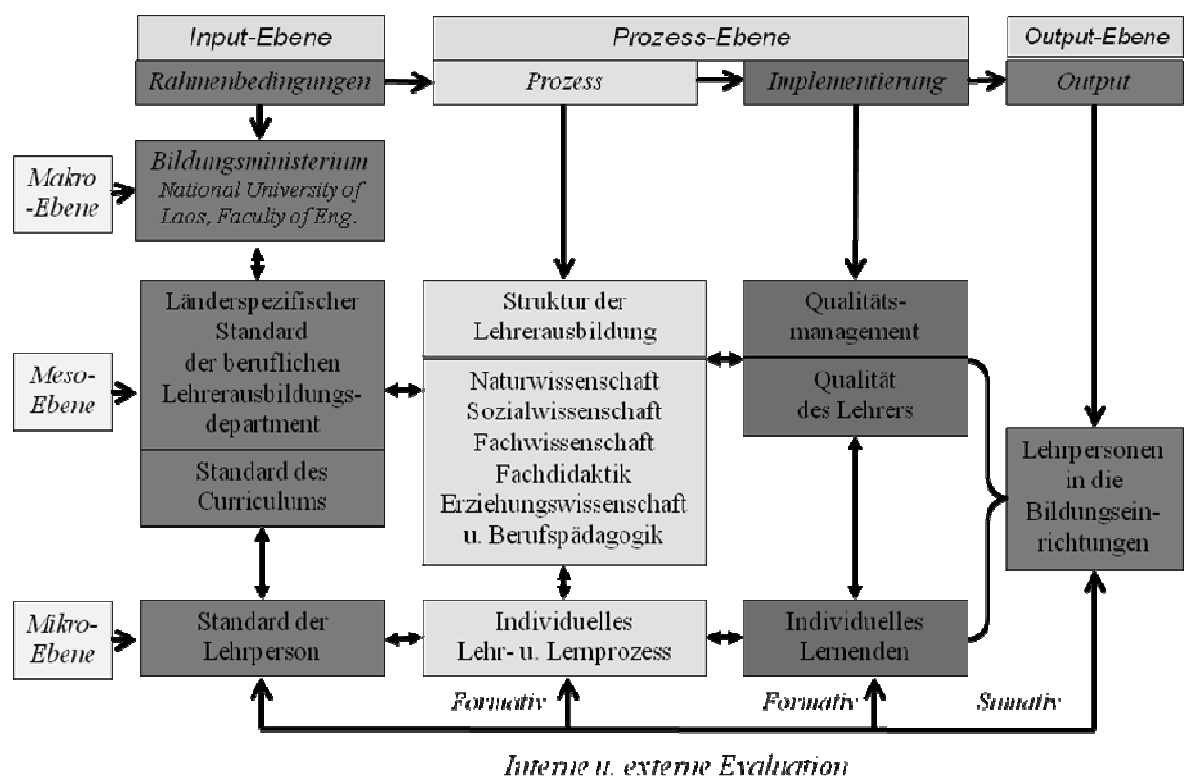 Input-Ebene
Prozess-Ebene
Output-Ebene
Rahmenbedingungen
Prozess
Implementierung
Output
Makro
-Ebene
Bildungsministerium
National University of
Laos, Faculty of Eng.
Meso-
Ebene
Länderspezifischer
Standard
der beruflichen
Lehrerausbildungs-
department
Standard des
Curriculums
Struktur der
Lehrerausbildung
Naturwissenschaft
Sozialwissenschaft
Fachwissenschaft
Fachdidaktik
Erziehungswissenschaft
u. Berufspädagogik
Qualitäts-
management
Qualität
des Lehrers
Lehrpersonen
in die
Bildungsein-
richtungen
Mikro-
Ebene
Standard der
Lehrperson
Individuelles
Lehr- u. Lernprozess
Individuelles
Lernenden
Formativ
Formativ
Sumativ
Interne u. externe Evaluation